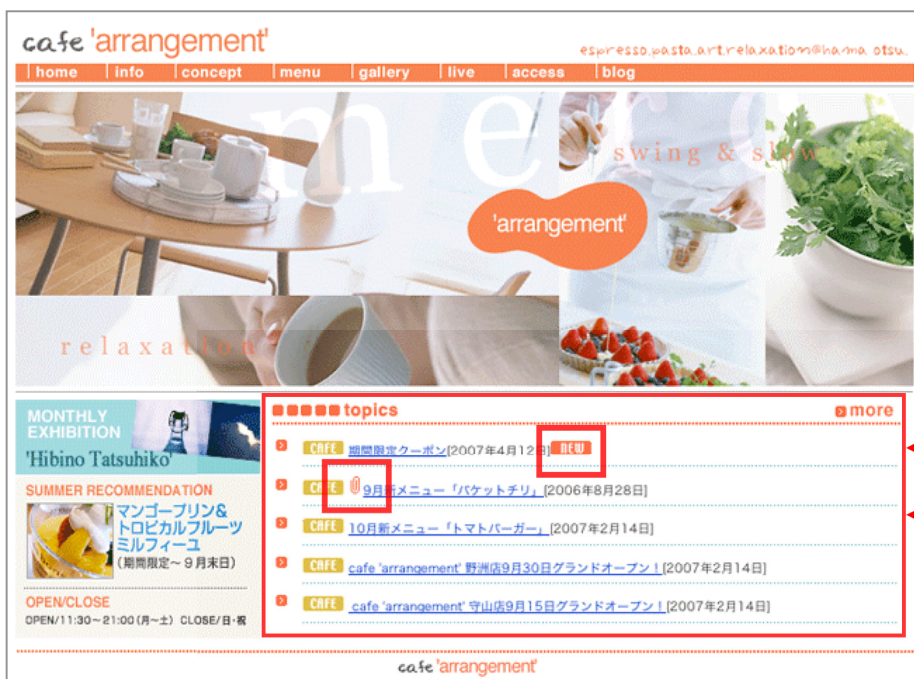 cafe 'arrangement'
espresso.pasta.art.relaxation@hama otsu.
home info concept menu gallery live access blog
merc
swing & slow
'arrangement'
relaxation
MONTHLY
EXHIBITION
'Hibino Tatsuhiko'
SUMMER RECOMMENDATION
マンゴープリン&
トロピカルフルーツ
ミルフィーユ
(期間限定~9月末日)
OPEN/CLOSE
OPEN/11:30~21:00(月~土) CLOSE/日・祝
topics more
CAFE 期間限定クーポン[2007年4月12日] NEW
CAFE 9月新メニュー「バケットチリ」[2006年8月28日]
CAFE 10月新メニュー「トマトバーガー」[2007年2月14日]
CAFE cafe 'arrangement' 野洲店9月30日グランドオープン！[2007年2月14日]
CAFE cafe 'arrangement' 守山店9月15日グランドオープン！[2007年2月14日]
cafe 'arrangement'